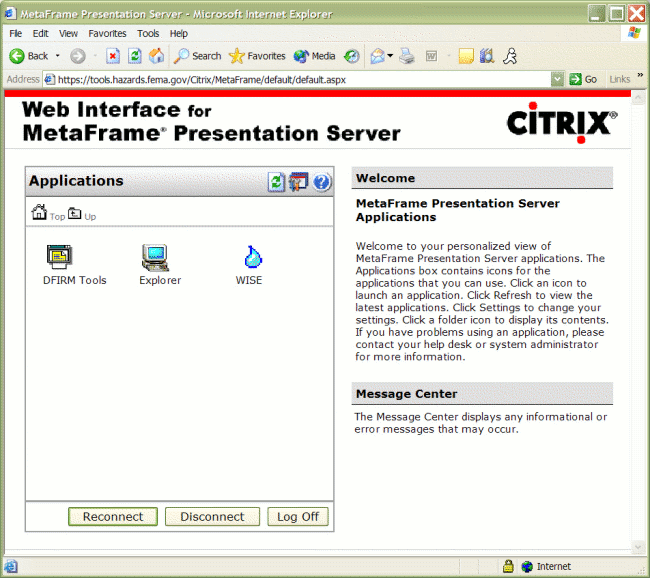 MetaFrame Presentation Server - Microsoft Internet Explorer
File Edit View Favorites Tools Help
Back Search Favorites Media W
Address https://tools.hazards.fema.gov/Citrix/MetaFrame/default/default.aspx Go Links »
Web Interface for
MetaFrame® Presentation Server
CITRIX®
Applications
Top Up
DFIRM Tools Explorer WISE
Reconnect Disconnect Log Off
Welcome
MetaFrame Presentation Server
Applications
Welcome to your personalized view of
MetaFrame Presentation Server applications. The
Applications box contains icons for the
applications that you can use. Click an icon to
launch an application. Click Refresh to view the
latest applications. Click Settings to change your
settings. Click a folder icon to display its contents.
If you have problems using an application, please
contact your help desk or system administrator
for more information.
Message Center
The Message Center displays any informational or
error messages that may occur.
Internet